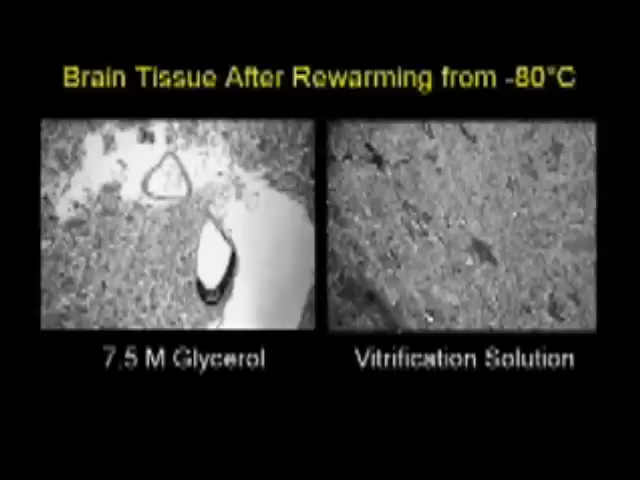 Brain Tissue After Rewarming from -80°C
7.5 M Glycerol
Vitrification Solution